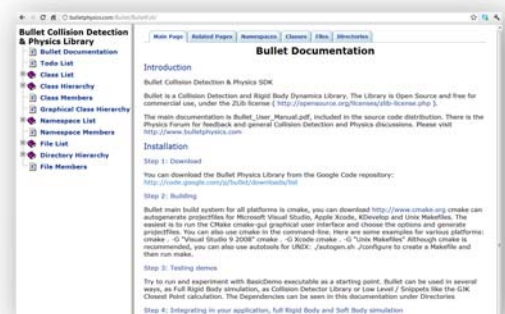 bulletphysics.com/Bullet/BulletFull/
Bullet Collision Detection & Physics Library
Bullet Documentation
Todo List
Class List
Class Hierarchy
Class Members
Graphical Class Hierarchy
Namespace List
Namespace Members
File List
Directory Hierarchy
File Members
Main Page Related Pages Namespaces Classes Files Directories
Bullet Documentation
Introduction
Bullet Collision Detection & Physics SDK
Bullet is a Collision Detection and Rigid Body Dynamics Library. The Library is Open Source and free for
commercial use, under the ZLib license ( http://opensource.org/licenses/zlib-license.php ).
The main documentation is Bullet_User_Manual.pdf, included in the source code distribution. There is the
Physics Forum for feedback and general Collision Detection and Physics discussions. Please visit
http://www.bulletphysics.com
Installation
Step 1: Download
You can download the Bullet Physics Library from the Google Code repository:
http://code.google.com/p/bullet/downloads/list
Step 2: Building
Bullet main build system for all platforms is cmake, you can download http://www.cmake.org cmake can
autogenerate projectfiles for Microsoft Visual Studio, Apple Xcode, KDevelop and Unix Makefiles. The
easiest is to run the CMake cmake-gui graphical user interface and choose the options and generate
projectfiles. You can also use cmake in the command-line. Here are some examples for various platforms:
cmake . -G "Visual Studio 9 2008" cmake . -G Xcode cmake . -G "Unix Makefiles" Although cmake is
recommended, you can also use autotools for UNIX: ./autogen.sh ./configure to create a Makefile and
then run make.
Step 3: Testing demos
Try to run and experiment with BasicDemo executable as a starting point. Bullet can be used in several
ways, as Full Rigid Body simulation, as Collision Detector Library or Low Level / Snippets like the GJK
Closest Point calculation. The Dependencies can be seen in this documentation under Directories
Step 4: Integrating in your application, full Rigid Body and Soft Body simulation